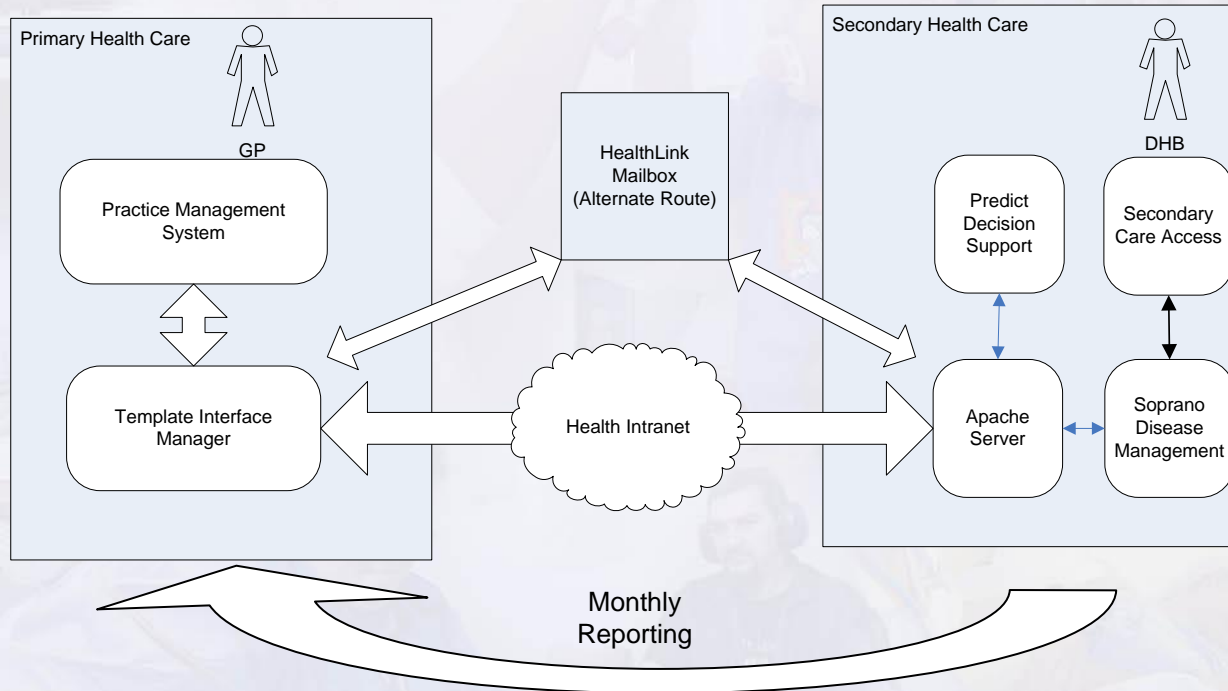 Primary Health Care
GP
Practice Management
System
Template Interface
Manager
HealthLink
Mailbox
(Alternate Route)
Health Intranet
Secondary Health Care
DHB
Predict
Decision
Support
Secondary
Care Access
Apache
Server
Soprano
Disease
Management
Monthly
Reporting